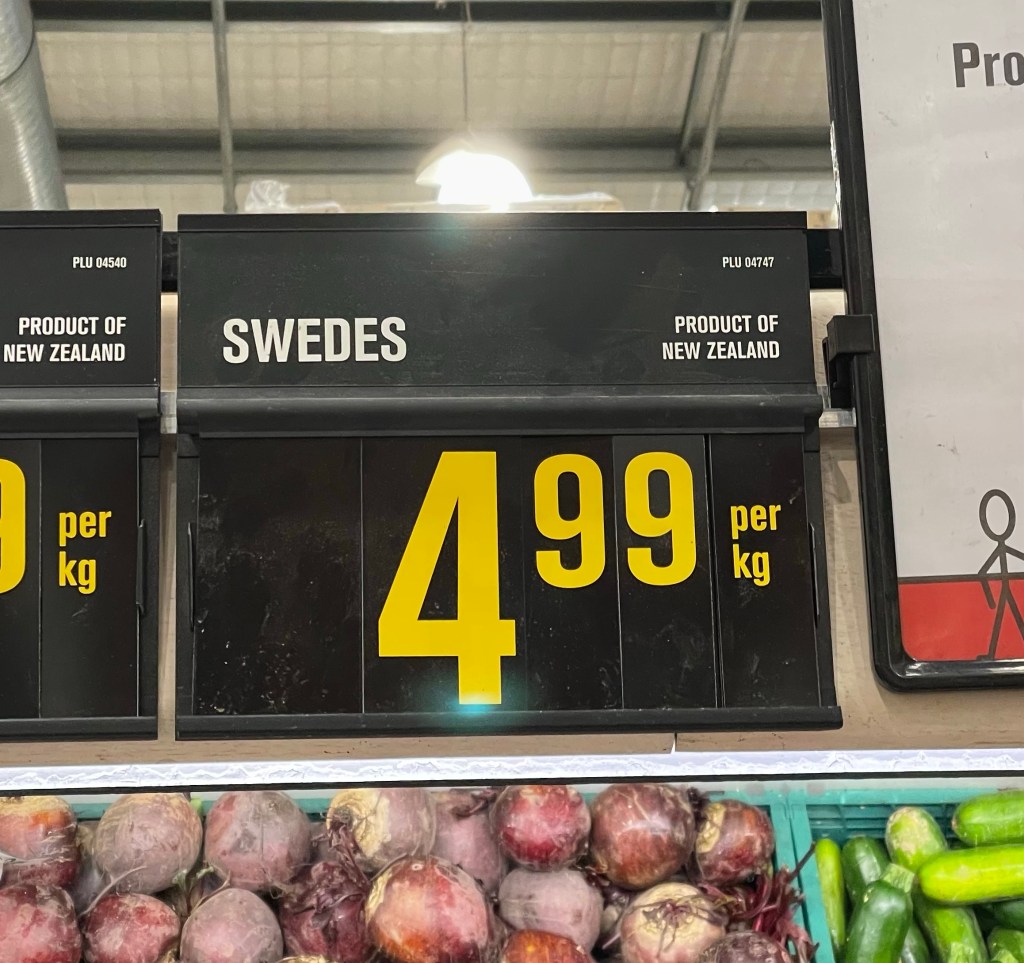 PLU 04540
PRODUCT OF
NEW ZEALAND
9
per
kg
PLU 04747
SWEDES
PRODUCT OF
NEW ZEALAND
4 99
per
kg
Pro